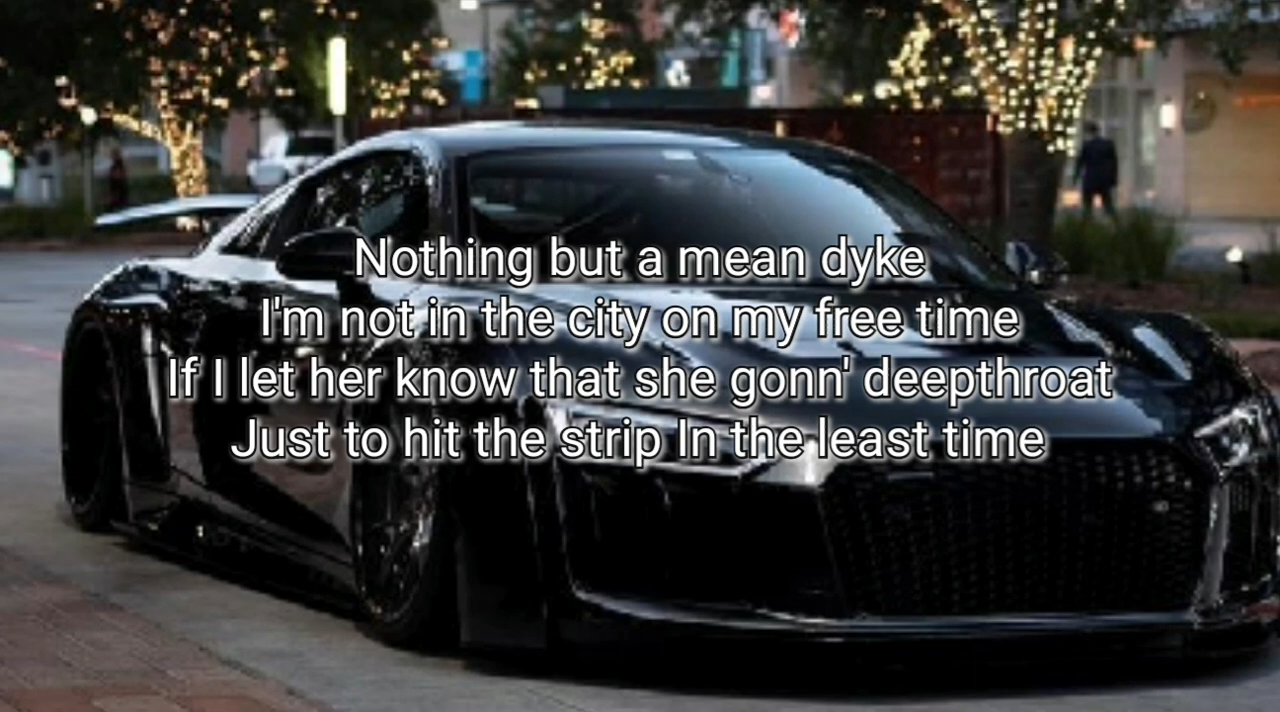 Nothing but a mean dyke
I'm not in the city on my free time
If I let her know that she gonn' deepthroat
Just to hit the strip In the least time